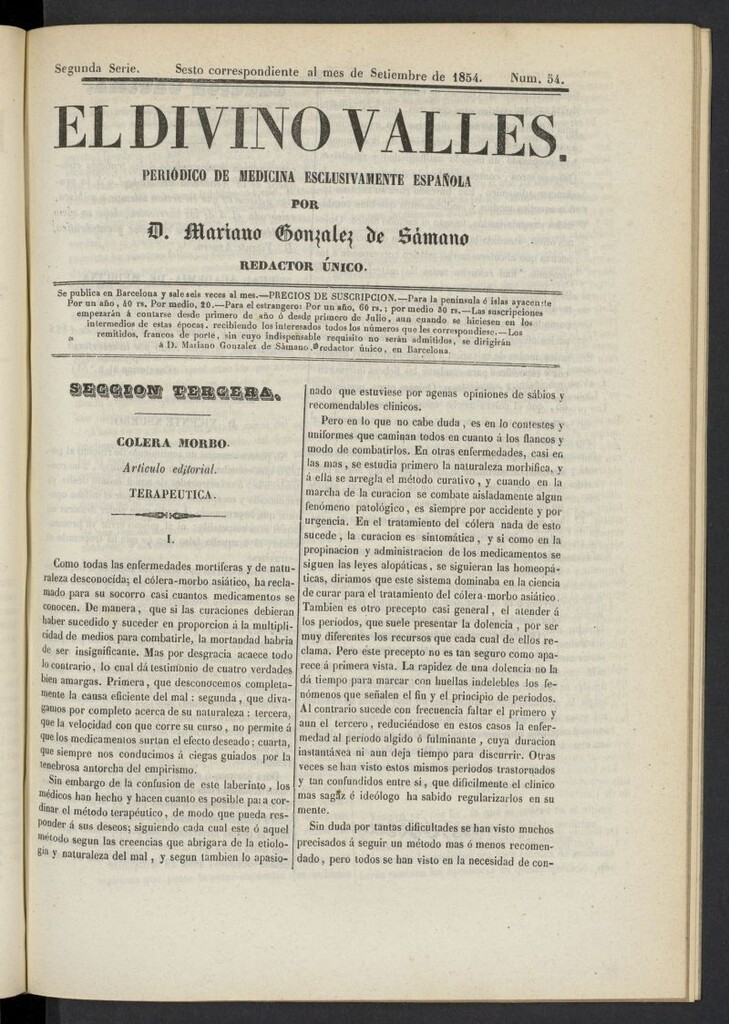 Segunda Serie. Sesto correspondiente al mes de Setiembre de 1854. Num. 54.
EL DIVINO VALLES.
PERIÓDICO DE MEDICINA ESCLUSIVAMENTE ESPAÑOLA
POR
D. Mariano Gonzalez de Sámano
REDACTOR ÚNICO.
Se publica en Barcelona y sale seis veces al mes.—PRECIOS DE SUSCRIPCION.—Para la península é islas ayacente
Por un año, 40 rs. Por medio, 20.—Para el estrangero: Por un año, 60 rs.; por medio 30 rs.—Las suscripciones
empezarán á contarse desde primero de año ó desde primero de Julio, aun cuando se hiciesen en los
intermedios de estas épocas, recibiendo los interesados todos los números que les correspondiese.—Los
remitidos, francos de porte, sin cuyo indispensable requisito no serán admitidos, se dirigirán
á D. Mariano Gonzalez de Sámano, redactor único, en Barcelona.
SECCION TERCERA.
COLERA MORBO.
Artículo editorial.
TERAPEUTICA.
I.
Como todas las enfermedades mortíferas y de natu-
raleza desconocida; el cólera-morbo asiático, ha recla-
mado para su socorro casi cuantos medicamentos se
conocen. De manera, que si las curaciones debieran
haber sucedido y suceder en proporcion á la multipli-
cidad de medios para combatirle, la mortandad habria
de ser insignificante. Mas por desgracia acaece todo
lo contrario, lo cual dá testimonio de cuatro verdades
bien amargas. Primera, que desconocemos completa-
mente la causa eficiente del mal: segunda, que diva-
gamos por completo acerca de su naturaleza: tercera,
que la velocidad con que corre su curso, no permite á
que los medicamentos surtan el efecto deseado; cuarta,
que siempre nos conducimos á ciegas guiados por la
tenebrosa antorcha del empirismo.
Sin embargo de la confusion de este laberinto, los
médicos han hecho y hacen cuanto es posible para cor-
dinar el método terapéutico, de modo que pueda res-
ponder á sus deseos; siguiendo cada cual este ó aquel
método segun las creencias que abrigara de la etiolo-
gía y naturaleza del mal, y segun tambien lo apasio-
nado que estuviese por agenas opiniones de sábios y
recomendables clinicos.
Pero en lo que no cabe duda, es en lo contestes y
uniformes que caminan todos en cuanto á los flancos y
modo de combatirlos. En otras enfermedades, casi en
las mas, se estudia primero la naturaleza morbífica, y
á ella se arregla el método curativo, y cuando en la
marcha de la curacion se combate aisladamente algun
fenómeno patológico, es siempre por accidente y por
urgencia. En el tratamiento del cólera nada de esto
sucede, la curacion es sintomática, y si como en la
propinacion y administracion de los medicamentos se
siguen las leyes alopáticas, se siguieran las homeopá-
ticas, diriamos que este sistema dominaba en la ciencia
de curar para el tratamiento del cólera-morbo asiático.
Tambien es otro precepto casi general, el atender á
los períodos, que suele presentar la dolencia, por ser
muy diferentes los recursos que cada cual de ellos re-
clama. Pero este precepto no es tan seguro como apa-
rece á primera vista. La rapidez de una dolencia no la
dá tiempo para marcar con huellas indelebles los fe-
nómenos que señalen el fin y el principio de periodos.
Al contrario sucede con frecuencia faltar el primero y
aun el tercero, reduciéndose en estos casos la enfer-
medad al período algido ó fulminante, cuya duracion
instantánea ni aun deja tiempo para discurrir. Otras
veces se han visto estos mismos periodos trastornados
y tan confundidos entre si, que dificilmente el clínico
mas sagáz é ideólogo ha sabido regularizarlos en su
mente.
Sin duda por tantas dificultades se han visto muchos
precisados á seguir un método mas ó menos recomen-
dado, pero todos se han visto en la necesidad de con-